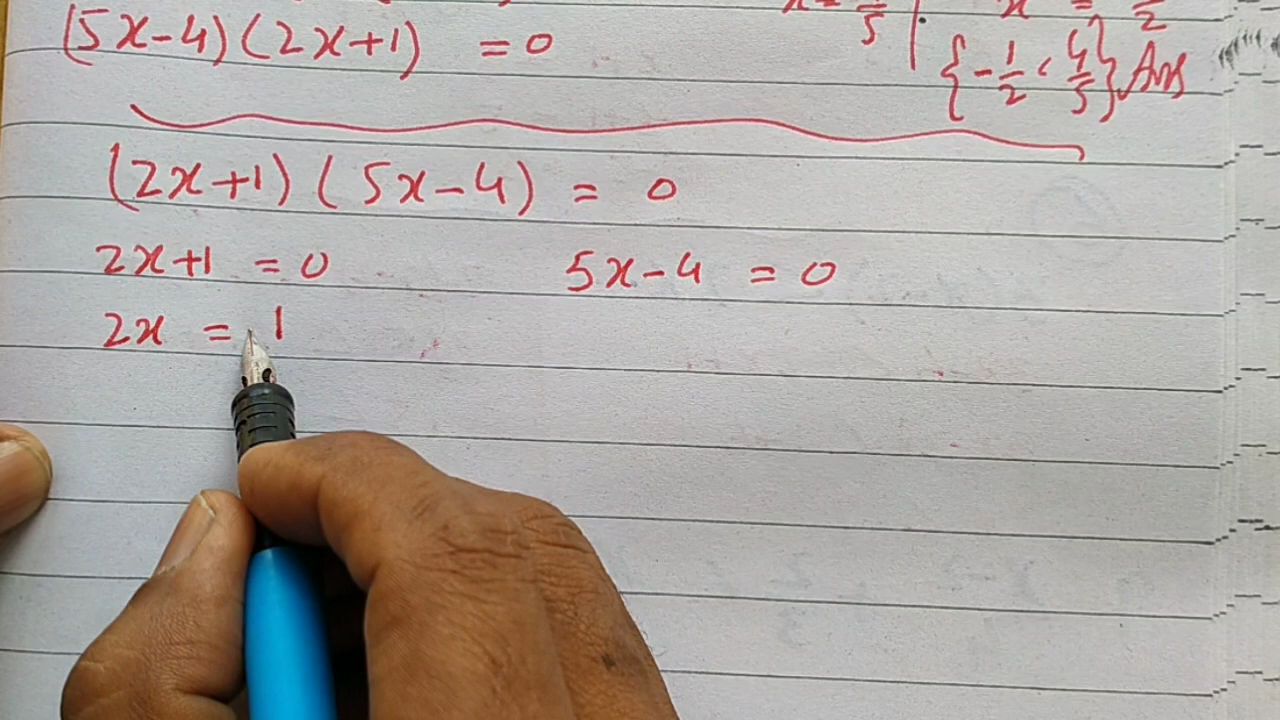 (5x-4)(2x+1) = 0
{-1/2, 4/5} Ans
(2x+1)(5x-4) = 0
2x+1 = 0 5x-4 = 0
2x = 1